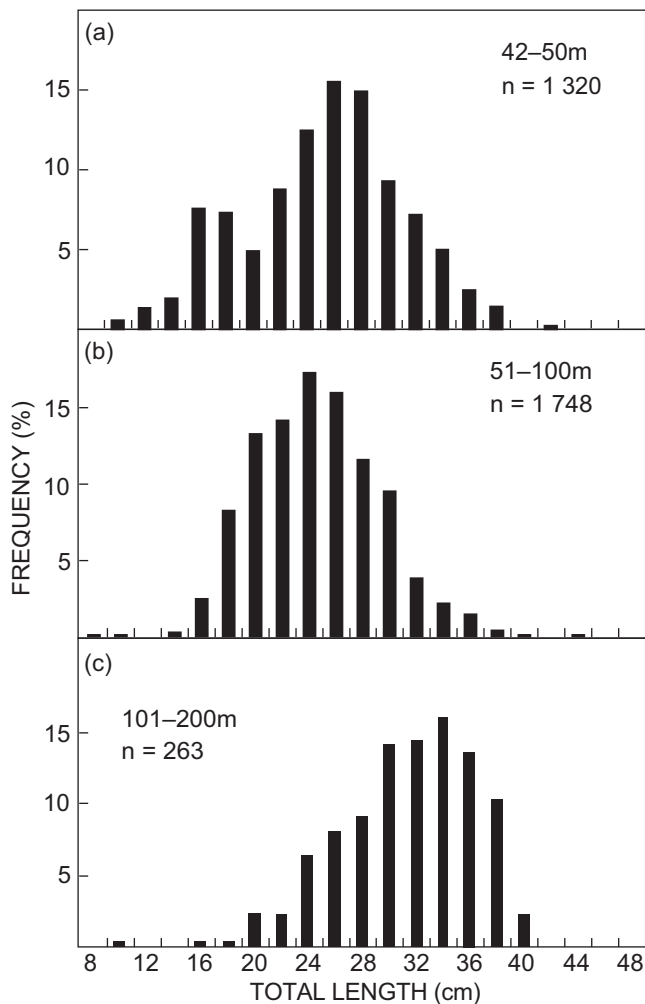 (a)
42–50m
n = 1 320
15
10
5
(b)
51–100m
n = 1 748
15
10
5
FREQUENCY (%)
(c)
101–200m
n = 263
15
10
5
8 12 16 20 24 28 32 36 40 44 48
TOTAL LENGTH (cm)